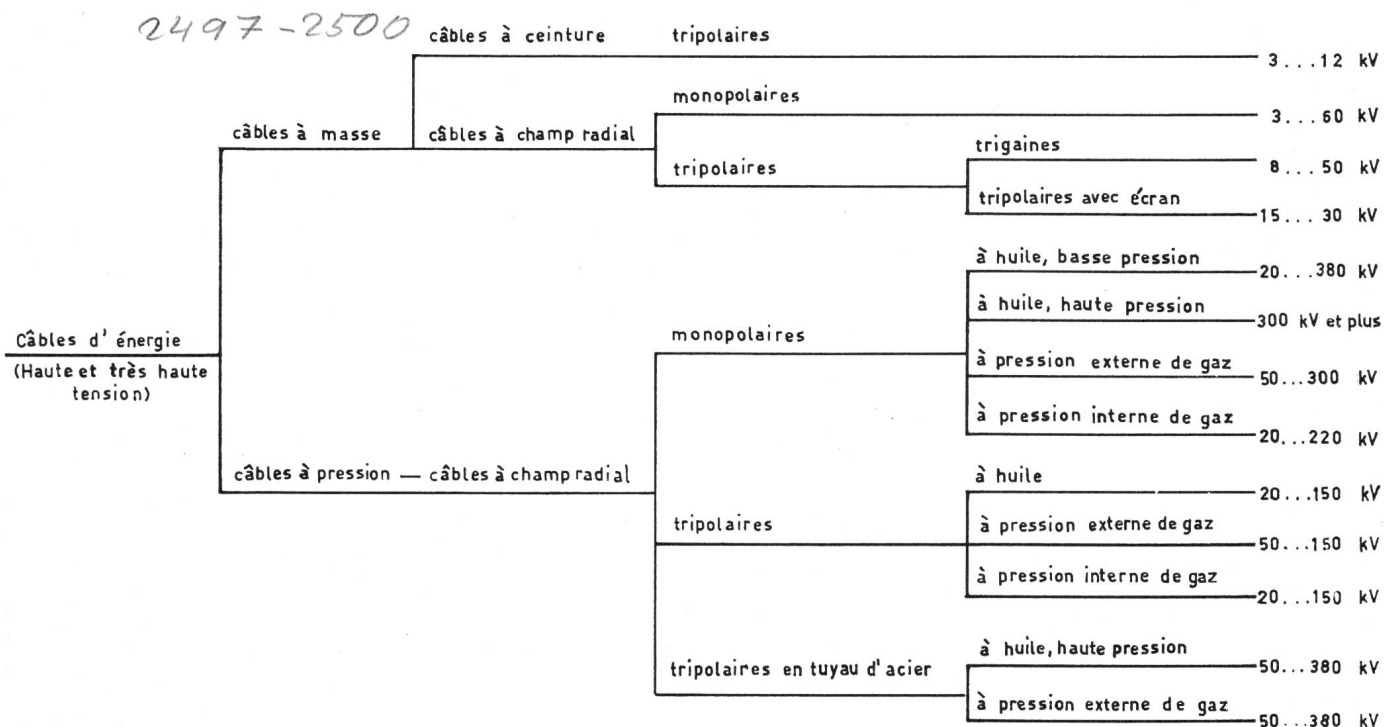 2497-2500
câbles à ceinture tripolaires
3...12 kV
monopolaires
3...60 kV
câbles à masse câbles à champ radial
trigaines
tripolaires
8...50 kV
tripolaires avec écran
15...30 kV
à huile, basse pression
20...380 kV
à huile, haute pression
300 kV et plus
monopolaires
Câbles d'énergie
(Haute et très haute
tension)
à pression externe de gaz
50...300 kV
à pression interne de gaz
20...220 kV
câbles à pression — câbles à champ radial
à huile
20...150 kV
tripolaires
à pression externe de gaz
50...150 kV
à pression interne de gaz
20...150 kV
à huile, haute pression
tripolaires en tuyau d'acier
50...380 kV
à pression externe de gaz
50...380 kV